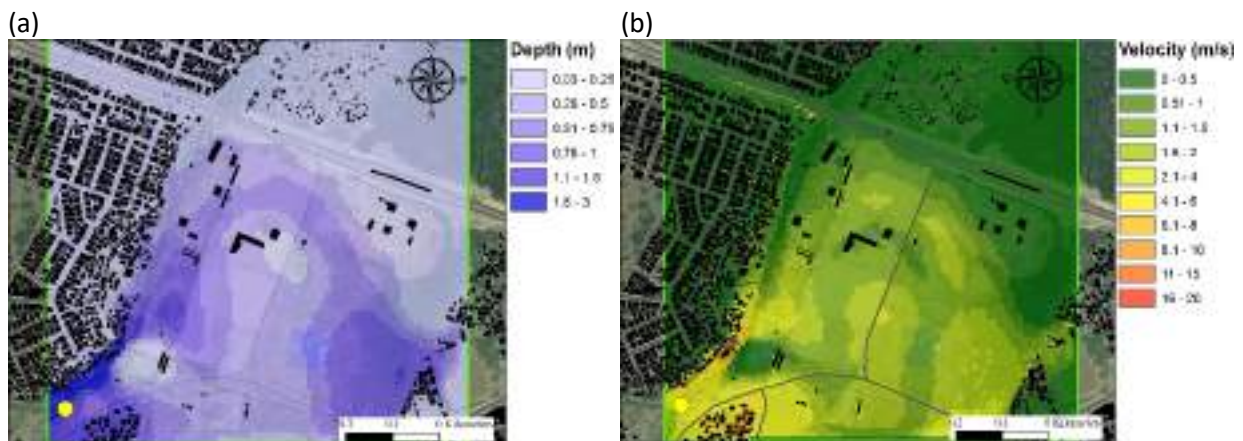 (a)
(b)
Depth (m)
0.03 - 0.25
0.26 - 0.5
0.51 - 0.75
0.76 - 1
1.1 - 1.5
1.6 - 3
Velocity (m/s)
0 - 0.5
0.51 - 1
1.1 - 1.5
1.6 - 2
2.1 - 4
4.1 - 6
6.1 - 8
8.1 - 10
11 - 15
16 - 20